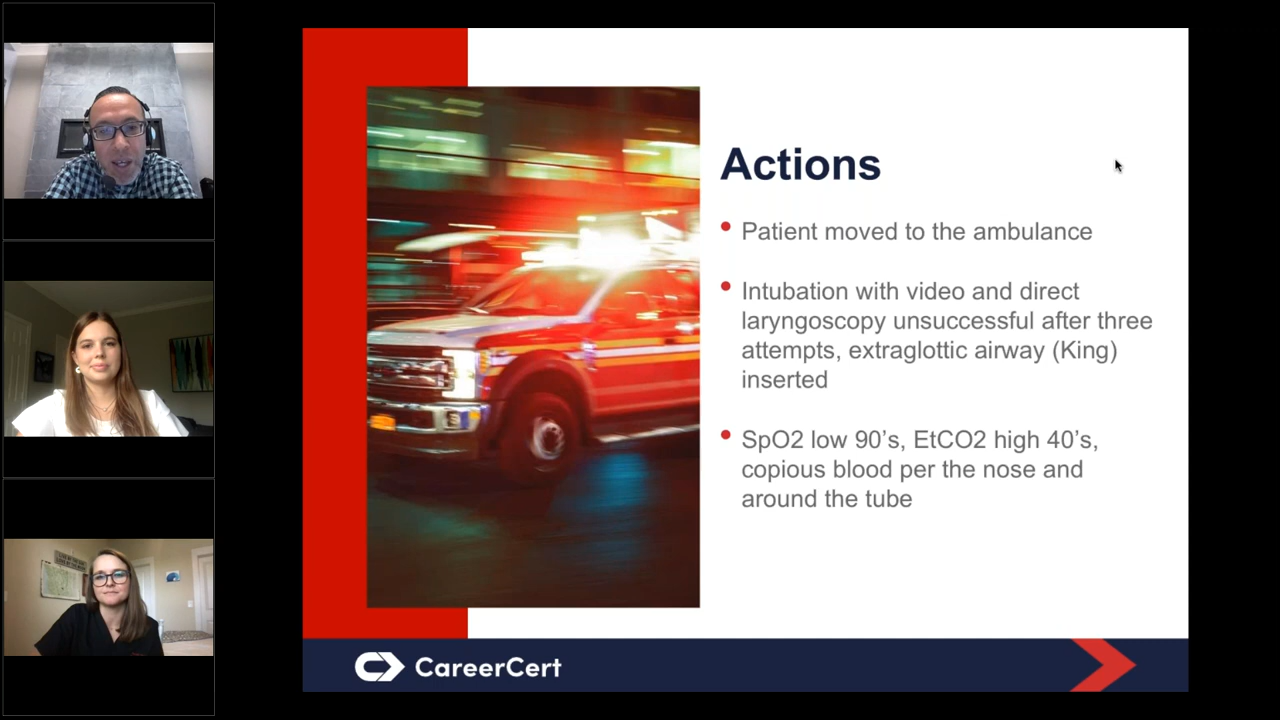 Actions
• Patient moved to the ambulance
• Intubation with video and direct
laryngoscopy unsuccessful after three
attempts, extraglottic airway (King)
inserted
• SpO2 low 90’s, EtCO2 high 40’s,
copious blood per the nose and
around the tube
CareerCert